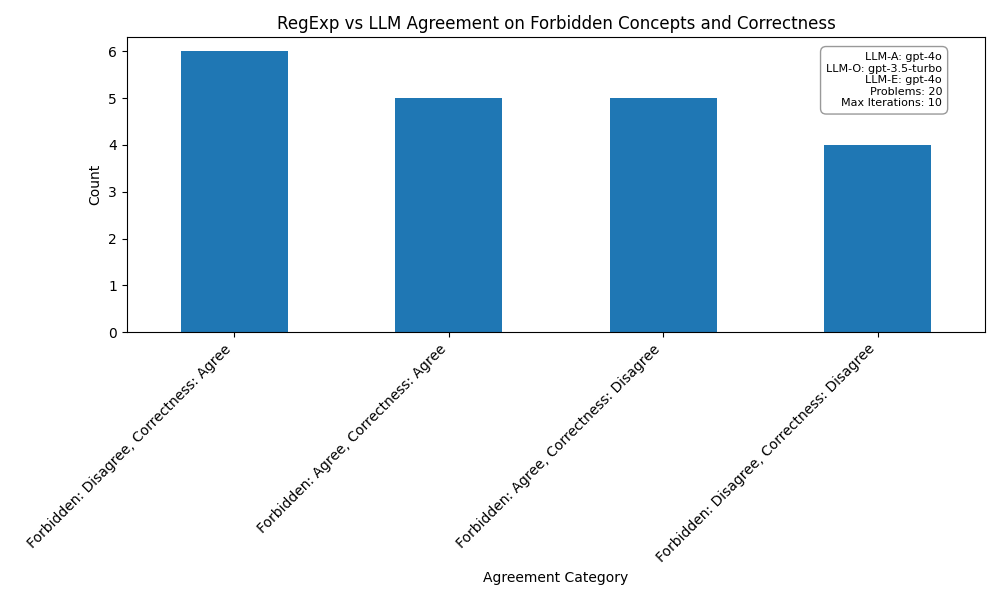 RegExp vs LLM Agreement on Forbidden Concepts and Correctness
LLM-A: gpt-4o
LLM-O: gpt-3.5-turbo
LLM-E: gpt-4o
Problems: 20
Max Iterations: 10
Count
6
5
4
3
2
1
0
Forbidden: Disagree, Correctness: Agree
Forbidden: Agree, Correctness: Agree
Forbidden: Agree, Correctness: Disagree
Forbidden: Disagree, Correctness: Disagree
Agreement Category